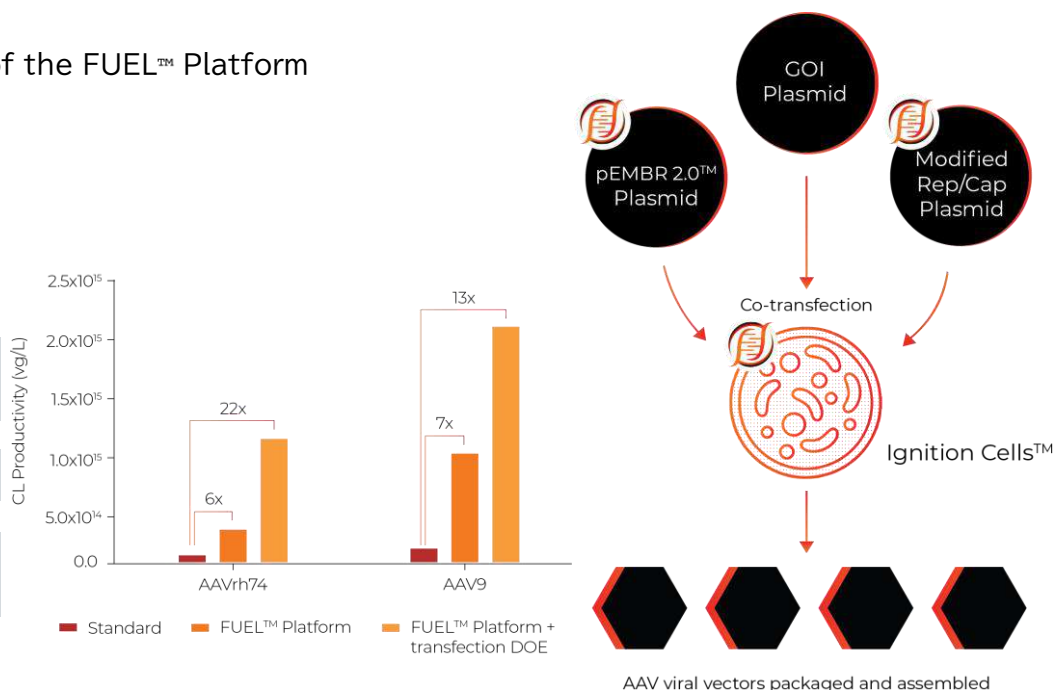 of the FUEL™ Platform
GOI
Plasmid
pEMBR 2.0™
Plasmid
Modified
Rep/Cap
Plasmid
Co-transfection
Ignition Cells™
AAV viral vectors packaged and assembled
CL Productivity (vg/L)
2.5x10¹⁵
2.0x10¹⁵
1.5x10¹⁵
1.0x10¹⁵
5.0x10¹⁴
0.0
6x
22x
7x
13x
AAVrh74
AAV9
Standard
FUEL™ Platform
FUEL™ Platform +
transfection DOE